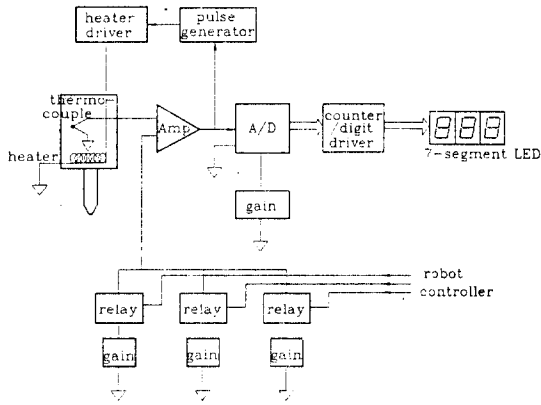 heater
driver
pulse
generator
thermo-
couple
Amp
A/D
counter
/digit
driver
888
7-segment LED
heater
gain
robot
controller
relay
relay
relay
gain
gain
gain